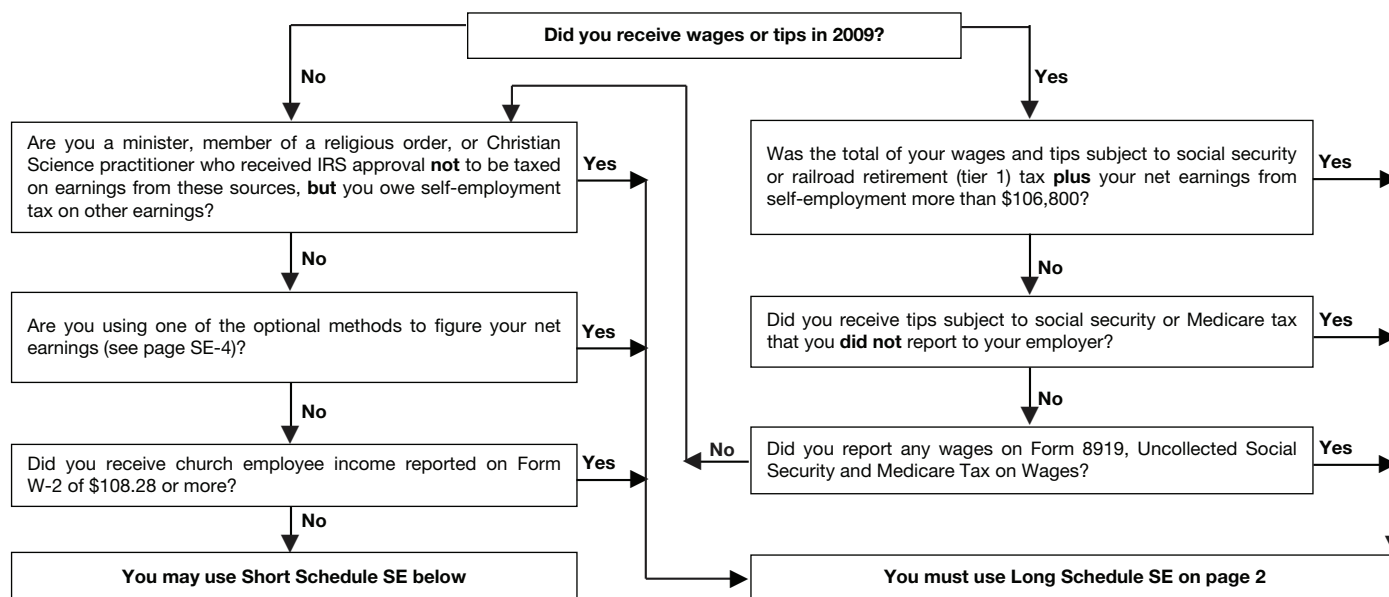 Did you receive wages or tips in 2009?
No
Yes
Are you a minister, member of a religious order, or Christian
Science practitioner who received IRS approval not to be taxed
on earnings from these sources, but you owe self-employment
tax on other earnings?
Yes
Was the total of your wages and tips subject to social security
or railroad retirement (tier 1) tax plus your net earnings from
self-employment more than $106,800?
Yes
No
No
Are you using one of the optional methods to figure your net
earnings (see page SE-4)?
Yes
Did you receive tips subject to social security or Medicare tax
that you did not report to your employer?
Yes
No
No
Did you receive church employee income reported on Form
W-2 of $108.28 or more?
Yes
No
Did you report any wages on Form 8919, Uncollected Social
Security and Medicare Tax on Wages?
Yes
No
You may use Short Schedule SE below
You must use Long Schedule SE on page 2